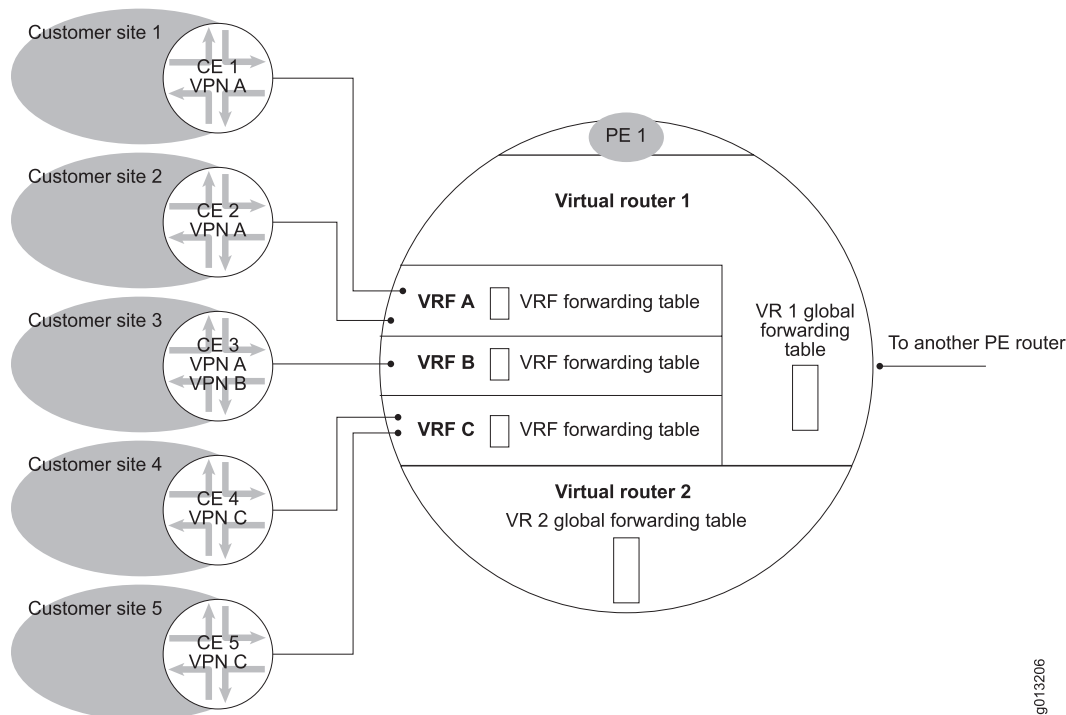 Customer site 1
CE 1
VPN A
Customer site 2
CE 2
VPN A
Customer site 3
CE 3
VPN A
VPN B
Customer site 4
CE 4
VPN C
Customer site 5
CE 5
VPN C
PE 1
Virtual router 1
VRF A VRF forwarding table
VRF B VRF forwarding table
VRF C VRF forwarding table
VR 1 global
forwarding
table
To another PE router
Virtual router 2
VR 2 global forwarding table
g013206